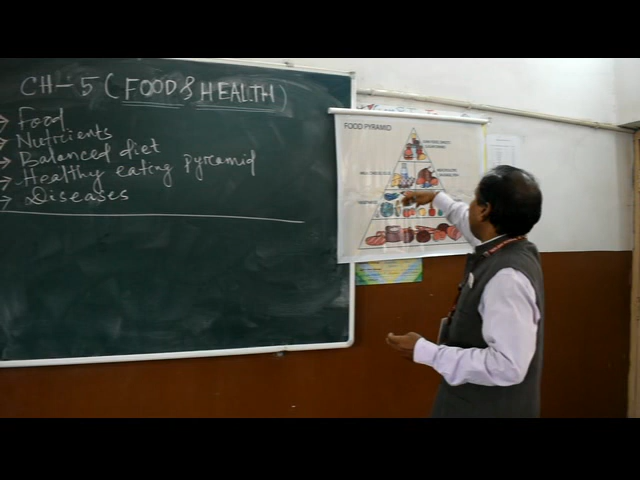 CH-5 (FOOD & HEALTH)
→ Food
→ Nutrients
→ Balanced diet
→ Healthy eating pyramid
→ Diseases
FOOD PYRAMID